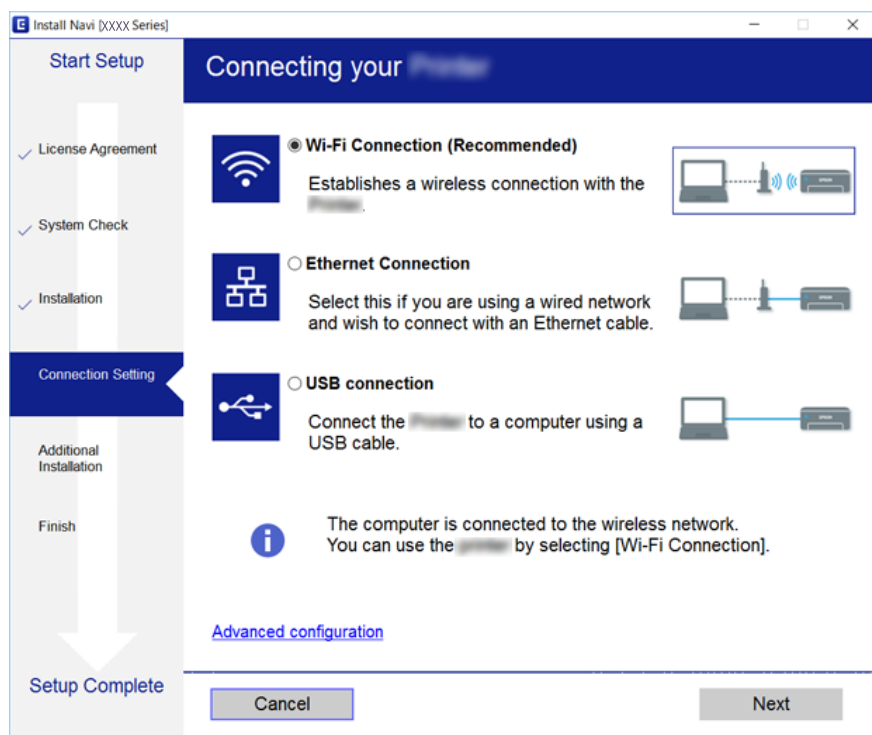 Install Navi [XXXX Series]
Start Setup
License Agreement
System Check
Installation
Connection Setting
Additional
Installation
Finish
Setup Complete
Connecting your
Wi-Fi Connection (Recommended)
Establishes a wireless connection with the
.
Ethernet Connection
Select this if you are using a wired network
and wish to connect with an Ethernet cable.
USB connection
Connect the to a computer using a
USB cable.
The computer is connected to the wireless network.
You can use the by selecting [Wi-Fi Connection].
Advanced configuration
Cancel
Next